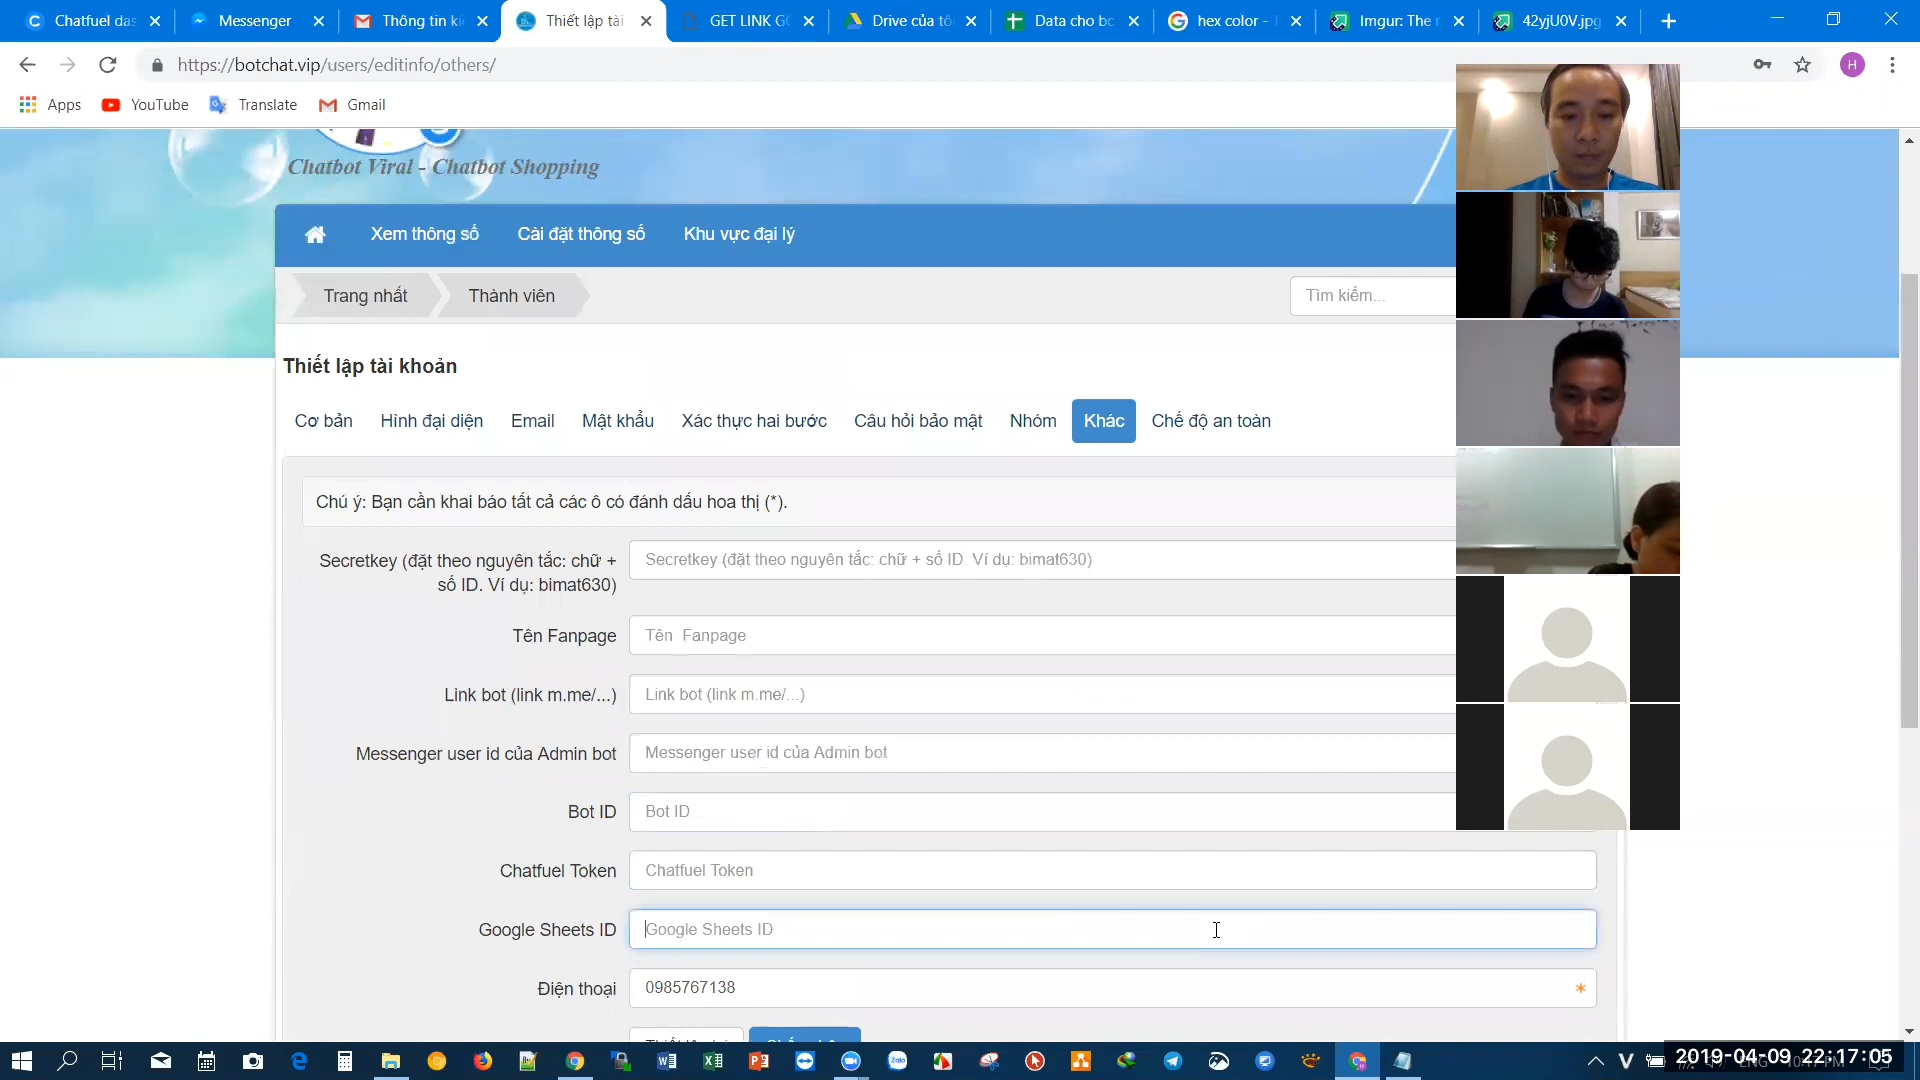 Chatfuel das
Messenger
Thông tin ki
Thiết lập tài
GET LINK GO
Drive của tô
Data cho bo
hex color -
Imgur: The
42yjU0V.jpg
https://botchat.vip/users/editinfo/others/
H
Apps
YouTube
Translate
Gmail
Chatbot Viral - Chatbot Shopping
Xem thông số
Cài đặt thông số
Khu vực đại lý
Trang nhất
Thành viên
Tìm kiếm...
Thiết lập tài khoản
Cơ bản
Hình đại diện
Email
Mật khẩu
Xác thực hai bước
Câu hỏi bảo mật
Nhóm
Khác
Chế độ an toàn
Chú ý: Bạn cần khai báo tất cả các ô có đánh dấu hoa thị (*).
Secretkey (đặt theo nguyên tắc: chữ +
số ID. Ví dụ: bimat630)
Secretkey (đặt theo nguyên tắc: chữ + số ID. Ví dụ: bimat630)
Tên Fanpage
Tên Fanpage
Link bot (link m.me/...)
Link bot (link m.me/...)
Messenger user id của Admin bot
Messenger user id của Admin bot
Bot ID
Bot ID
Chatfuel Token
Chatfuel Token
Google Sheets ID
Google Sheets ID
Điện thoại
0985767138
*
2019-04-09 22:17:05